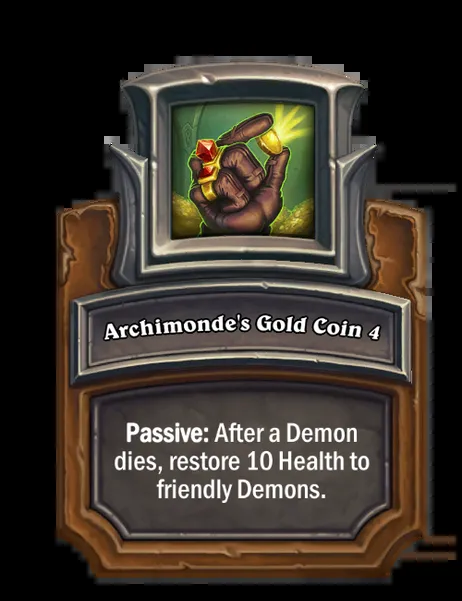 Archimonde's Gold Coin 4
Passive: After a Demon
dies, restore 10 Health to
friendly Demons.